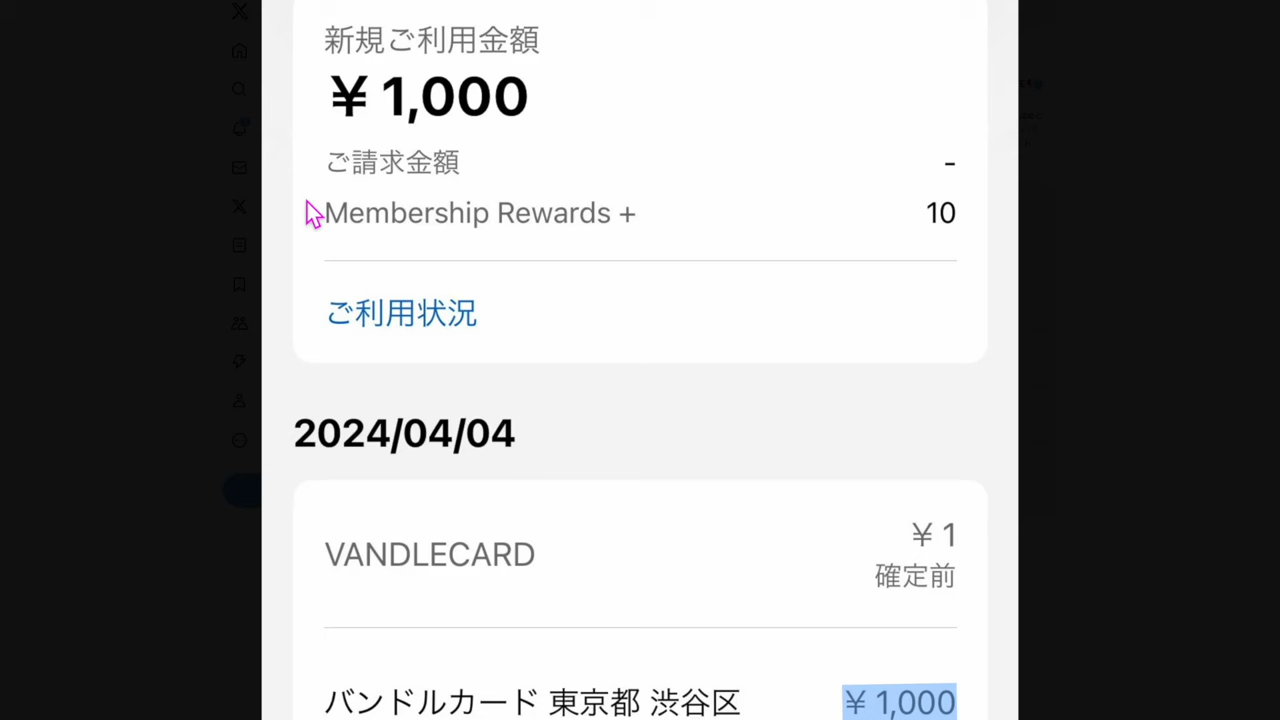 新規ご利用金額
¥ 1,000
ご請求金額 -
Membership Rewards + 10
ご利用状況
2024/04/04
VANDLECARD ¥ 1
確定前
バンドルカード 東京都 渋谷区 ¥ 1,000